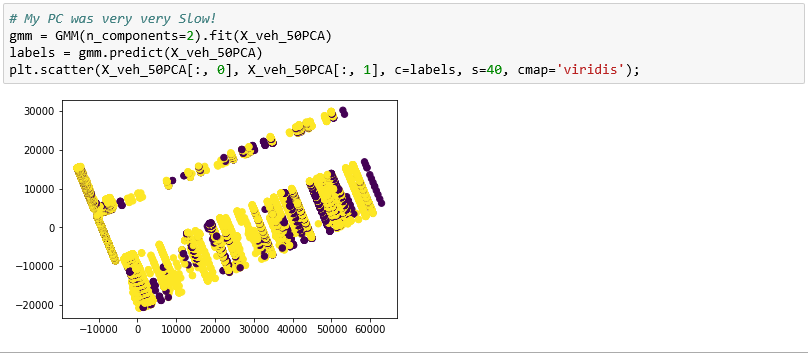 # My PC was very very Slow!
gmm = GMM(n_components=2).fit(X_veh_50PCA)
labels = gmm.predict(X_veh_50PCA)
plt.scatter(X_veh_50PCA[:, 0], X_veh_50PCA[:, 1], c=labels, s=40, cmap='viridis');
30000
20000
10000
0
−10000
−20000
−10000 0 10000 20000 30000 40000 50000 60000